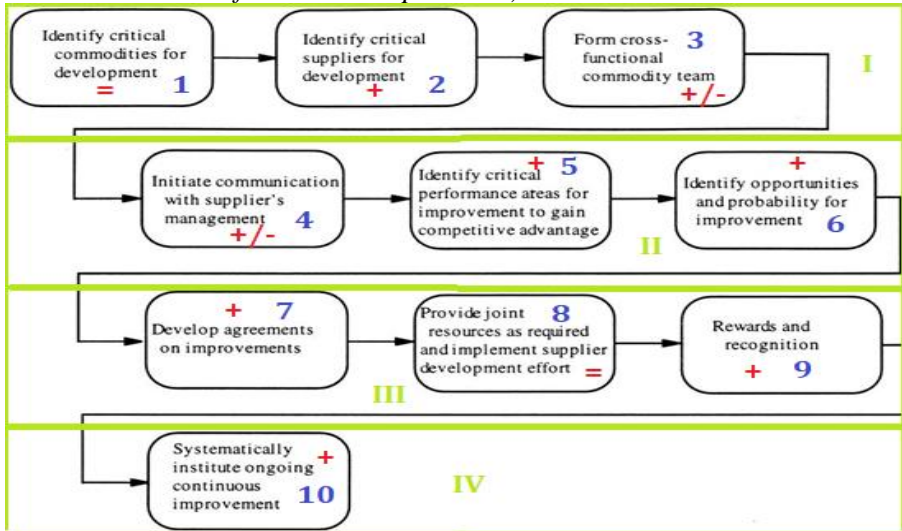 Identify critical
commodities for
development
= 1
Identify critical
suppliers for
development
+ 2
Form cross- 3
functional
commodity team
+/-
I
Initiate communication
with supplier's
management 4
+/-
+ 5
Identify critical
performance areas for
improvement to gain
competitive advantage
+
Identify opportunities
and probability for
improvement 6
II
+ 7
Develop agreements
on improvements
Provide joint 8
resources as required
and implement supplier
development effort =
Rewards and
recognition
+ 9
III
Systematically
institute ongoing +
continuous
improvement 10
IV